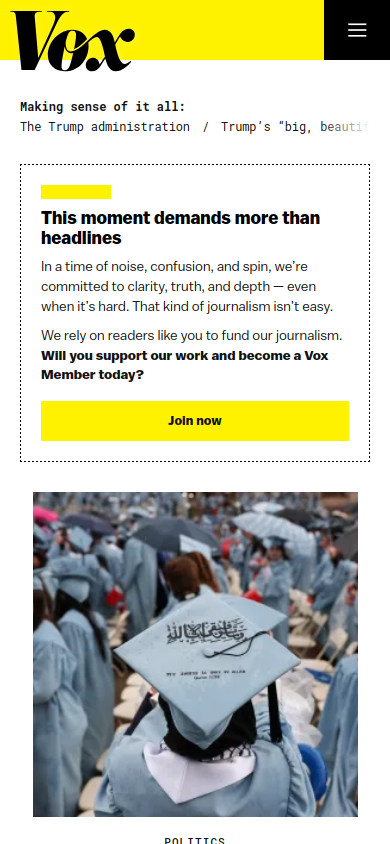 Vox
Making sense of it all:
The Trump administration / Trump's “big, beautif
This moment demands more than
headlines
In a time of noise, confusion, and spin, we're
committed to clarity, truth, and depth — even
when it's hard. That kind of journalism isn't easy.
We rely on readers like you to fund our journalism.
Will you support our work and become a Vox
Member today?
Join now
POLITICS